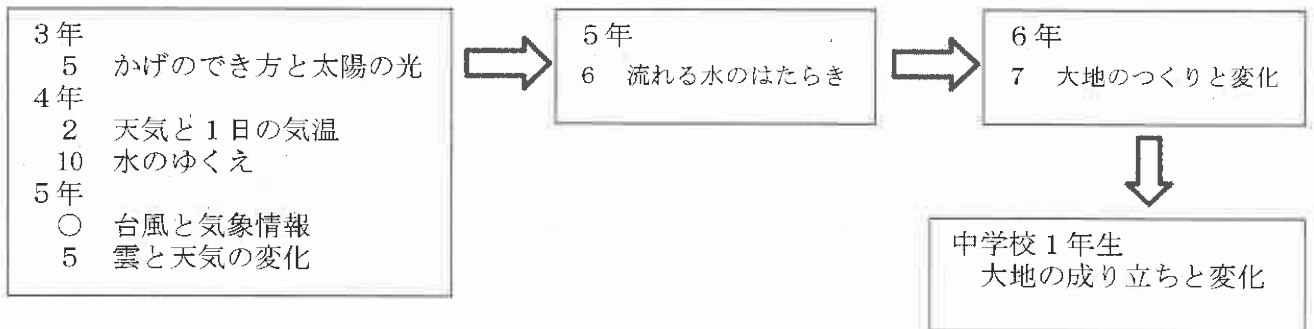 3年
5 かげのでき方と太陽の光
4年
2 天気と1日の気温
10 水のゆくえ
5年
○ 台風と気象情報
5 雲と天気の変化
5年
6 流れる水のはたらき
6年
7 大地のつくりと変化
中学校1年生
大地の成り立ちと変化